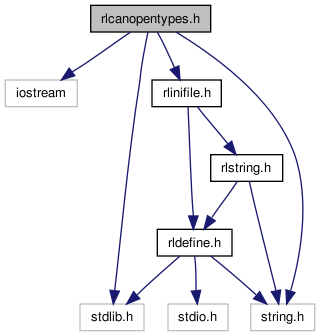 rlcanopentypes.h
iostream
rlinifile.h
rlstring.h
rldefine.h
stdlib.h
stdio.h
string.h